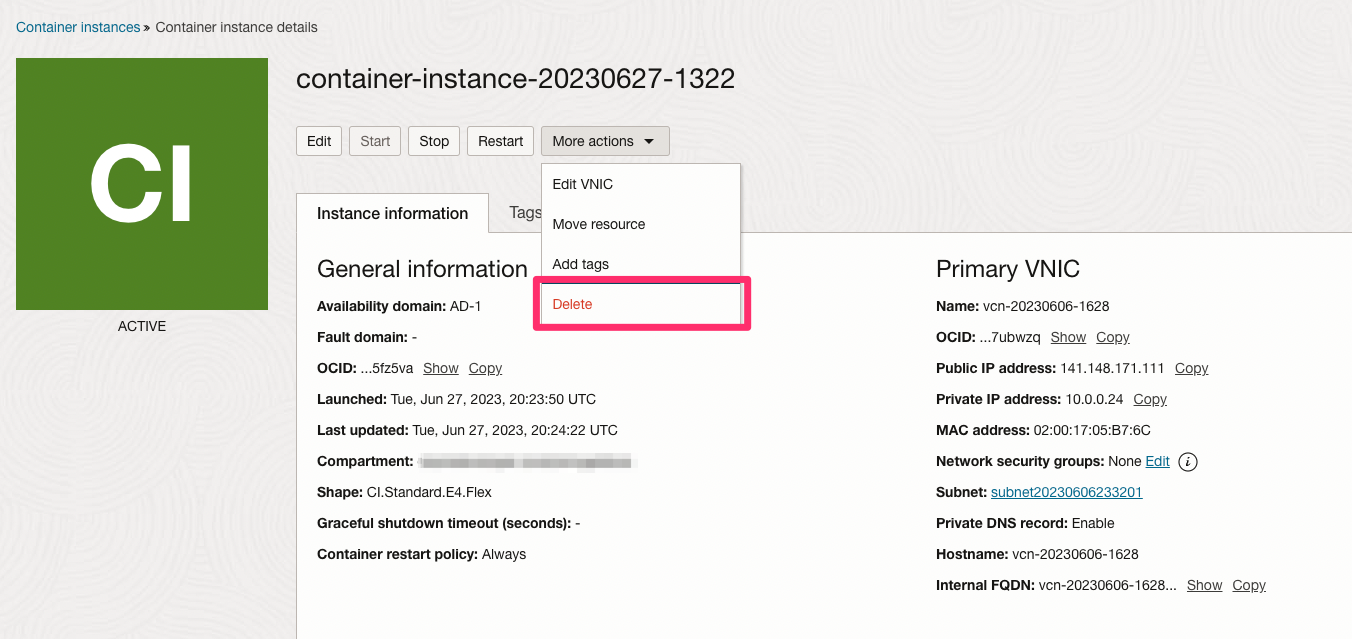 Container instances » Container instance details
CI
ACTIVE
container-instance-20230627-1322
Edit Start Stop Restart More actions
Edit VNIC
Move resource
Add tags
Delete
Instance information Tags
General information
Availability domain: AD-1
Fault domain: -
OCID: ...5fz5va Show Copy
Launched: Tue, Jun 27, 2023, 20:23:50 UTC
Last updated: Tue, Jun 27, 2023, 20:24:22 UTC
Compartment:
Shape: CI.Standard.E4.Flex
Graceful shutdown timeout (seconds): -
Container restart policy: Always
Primary VNIC
Name: vcn-20230606-1628
OCID: ...7ubwzq Show Copy
Public IP address: 141.148.171.111 Copy
Private IP address: 10.0.0.24 Copy
MAC address: 02:00:17:05:B7:6C
Network security groups: None Edit i
Subnet: subnet20230606233201
Private DNS record: Enable
Hostname: vcn-20230606-1628
Internal FQDN: vcn-20230606-1628... Show Copy